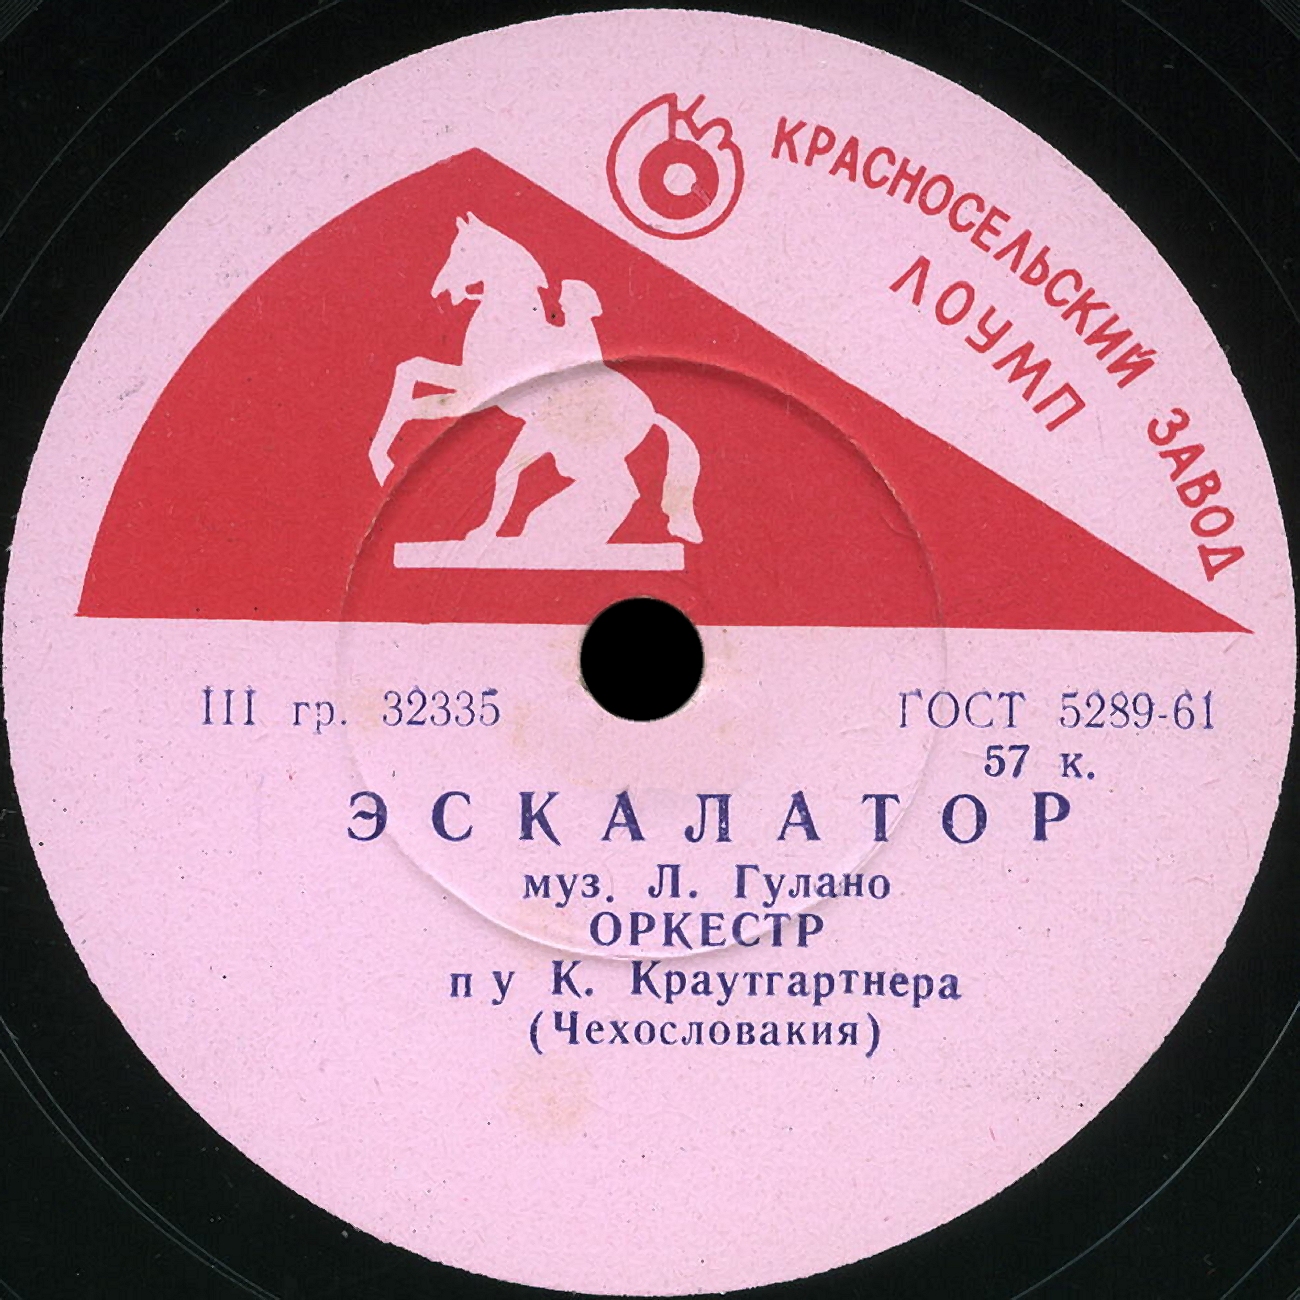 КЗ
КРАСНОСЕЛЬСКИЙ ЗАВОД
ЛОУМП
III гр. 32335
ГОСТ 5289-61
57 к.
ЭСКАЛАТОР
муз. Л. Гулано
ОРКЕСТР
п у К. Краутгартнера
(Чехословакия)